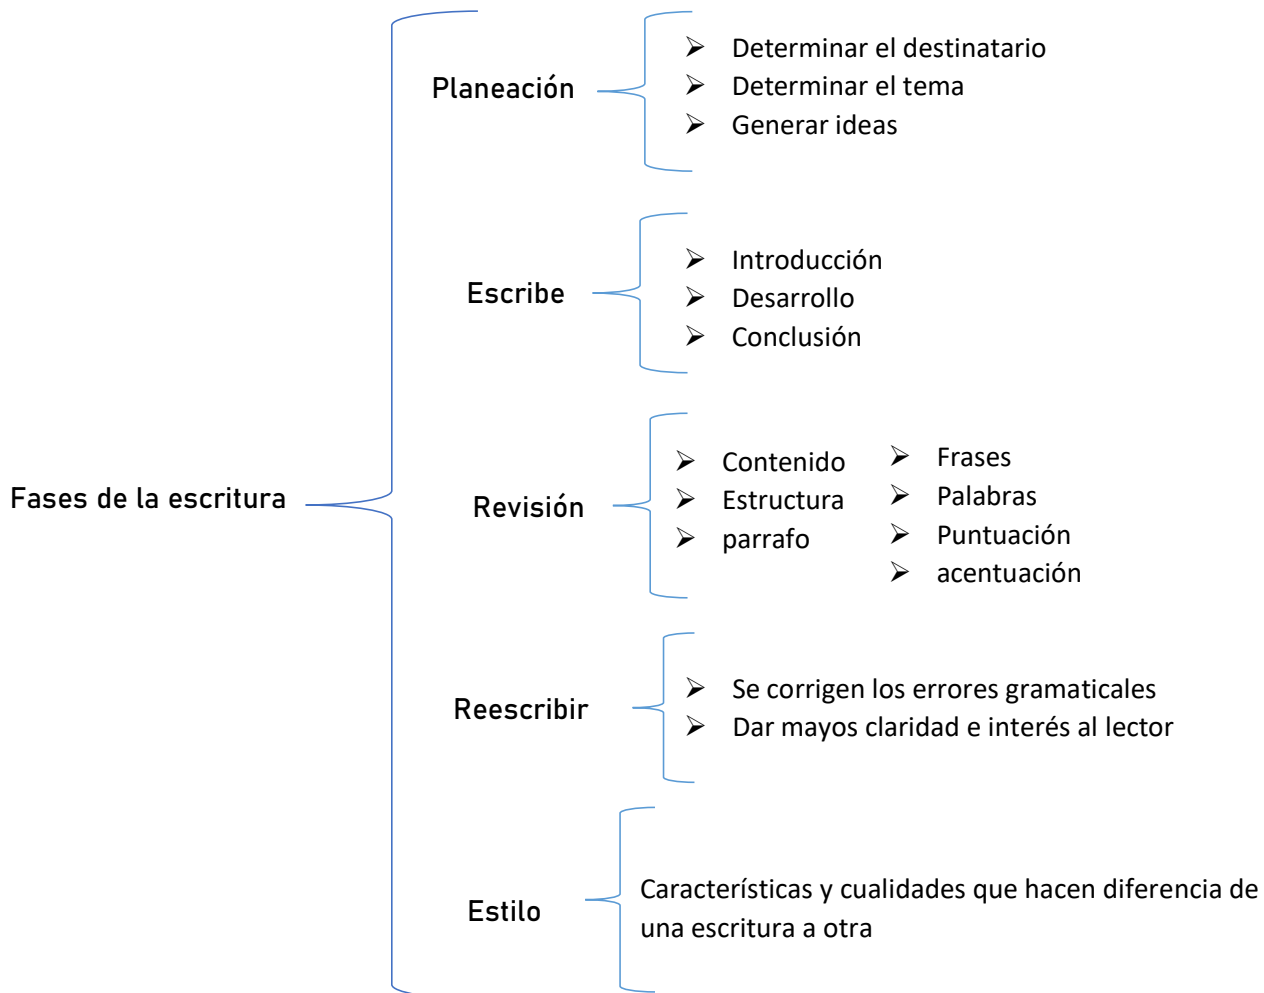 Fases de la escritura
Planeación
Determinar el destinatario
Determinar el tema
Generar ideas
Escribe
Introducción
Desarrollo
Conclusión
Revisión
Contenido
Estructura
parrafo
Frases
Palabras
Puntuación
acentuación
Reescribir
Se corrigen los errores gramaticales
Dar mayos claridad e interés al lector
Estilo
Características y cualidades que hacen diferencia de
una escritura a otra